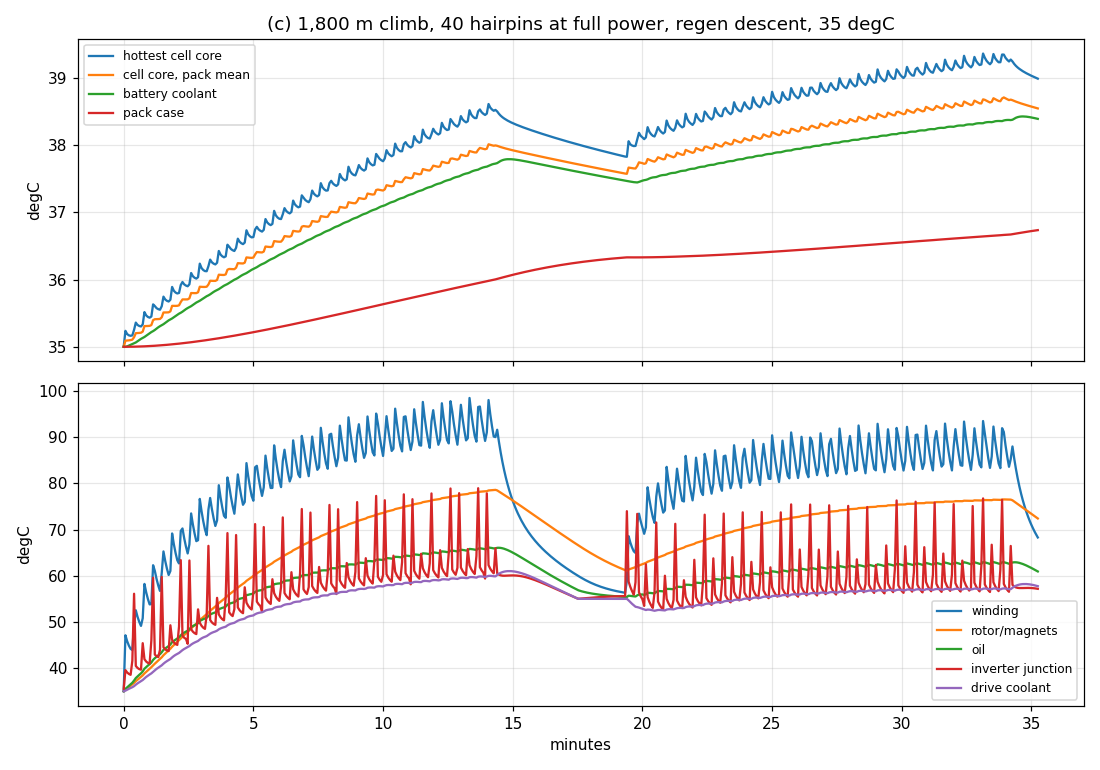 (c) 1,800 m climb, 40 hairpins at full power, regen descent, 35 degC
hottest cell core
cell core, pack mean
battery coolant
pack case
39
38
37
36
35
degC
100
90
80
70
60
50
40
degC
winding
rotor/magnets
oil
inverter junction
drive coolant
0 5 10 15 20 25 30 35
minutes